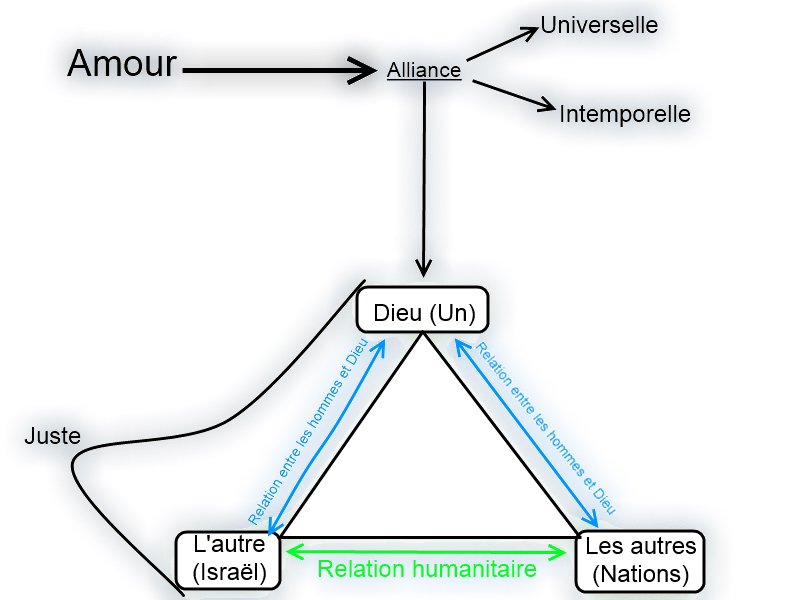 Universelle
Amour
Alliance
Intemporelle
Dieu (Un)
Relation entre les hommes et Dieu
Relation entre les hommes et Dieu
Juste
L'autre
(Israël)
Les autres
(Nations)
Relation humanitaire